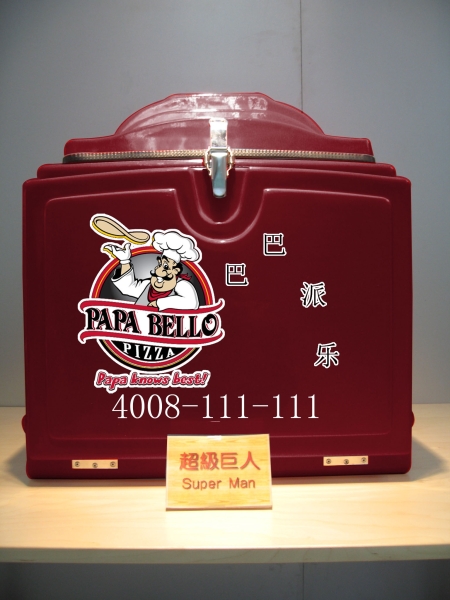 巴
巴
派
乐
PAPA BELLO
PIZZA
Papa knows best!
4008-111-111
超級巨人
Super Man